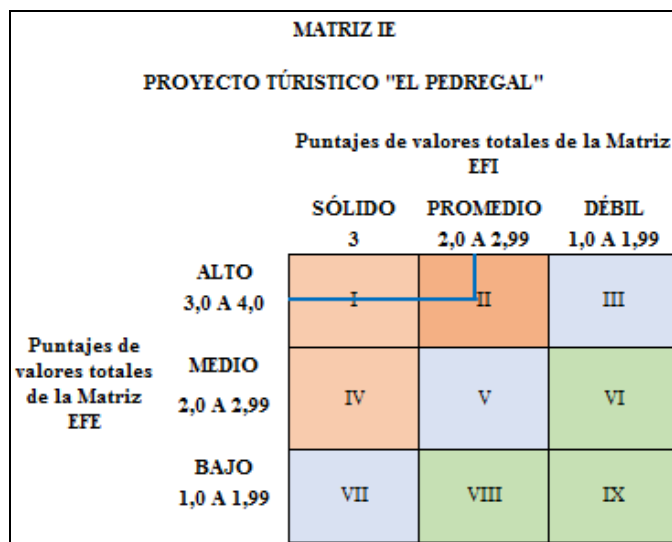 MATRIZ IE
PROYECTO TÚRISTICO "EL PEDREGAL"
Puntajes de valores totales de la Matriz
EFI
SÓLIDO PROMEDIO DÉBIL
3 2,0 A 2,99 1,0 A 1,99
ALTO
3,0 A 4,0
I II III
Puntajes de
valores totales
de la Matriz
EFE
MEDIO
2,0 A 2,99
IV V VI
BAJO
1,0 A 1,99
VII VIII IX